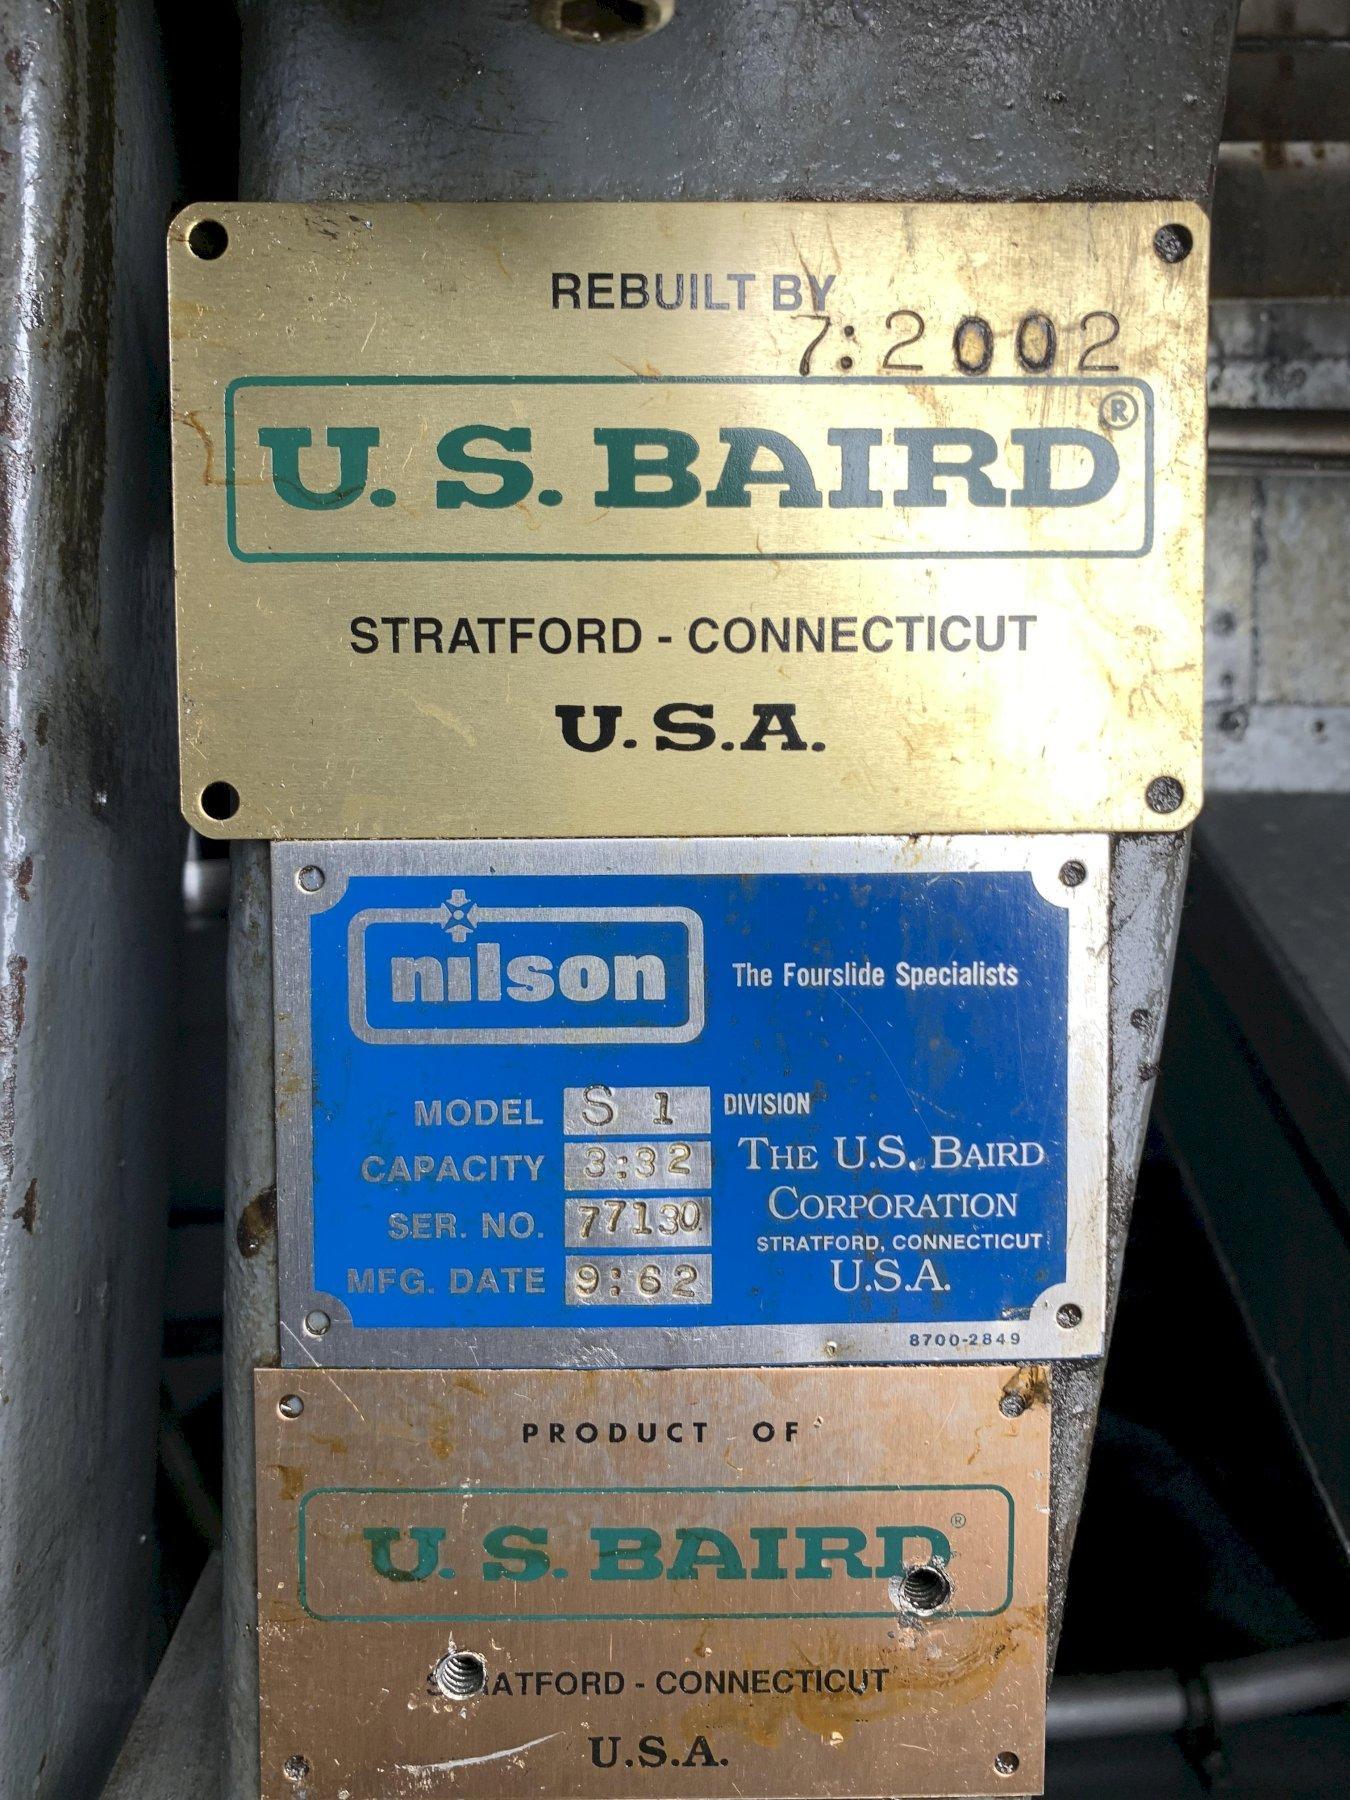 REBUILT BY
7:2002
U.S. BAIRD®
STRATFORD - CONNECTICUT
U.S.A.
nilson
The Fourslide Specialists
MODEL S 1 DIVISION
CAPACITY 3:32 THE U.S. BAIRD
SER. NO. 77130 CORPORATION
STRATFORD, CONNECTICUT
MFG. DATE 9:62 U.S.A.
8700-2849
PRODUCT OF
U.S. BAIRD®
STRATFORD - CONNECTICUT
U.S.A.